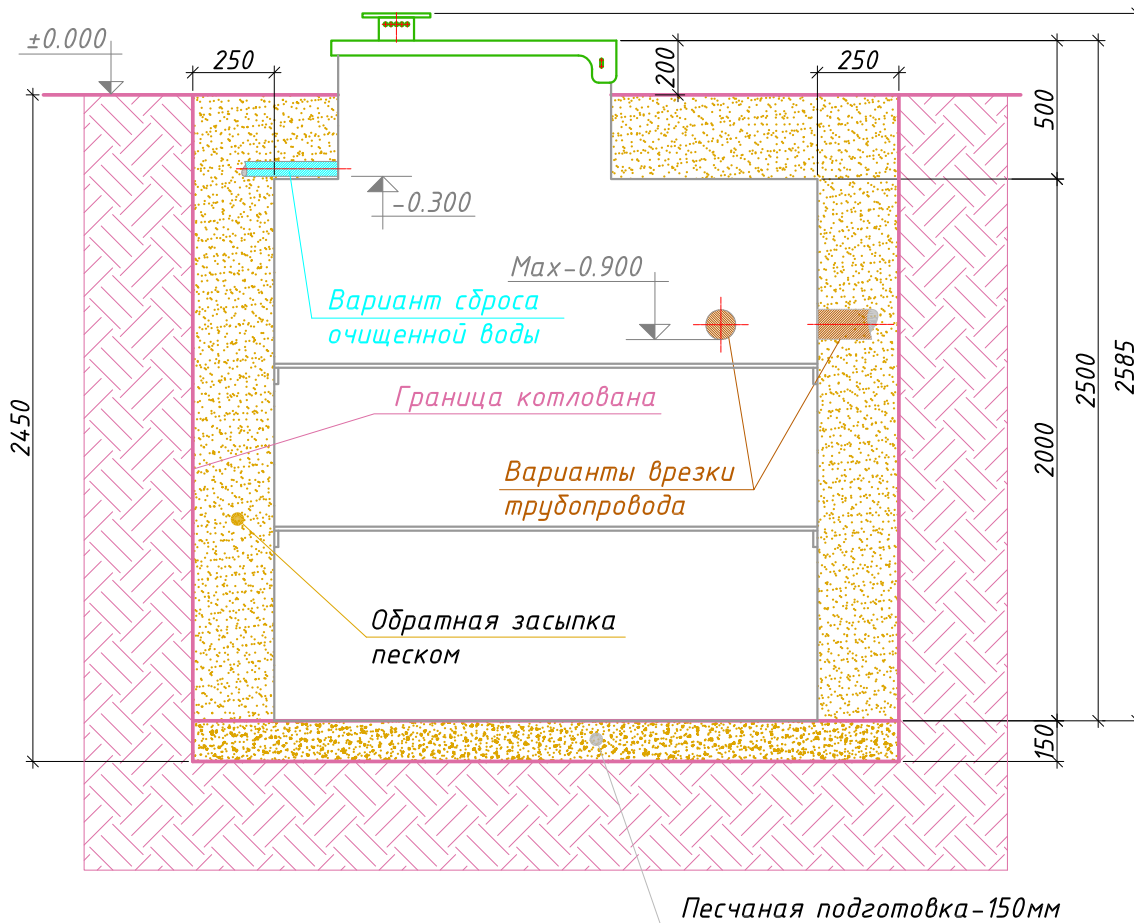 ±0.000
250
200
250
500
-0.300
Max-0.900
Вариант сброса
очищенной воды
Граница котлована
2450
2000
2500
2585
Варианты врезки
трубопровода
Обратная засыпка
песком
150
Песчаная подготовка-150мм